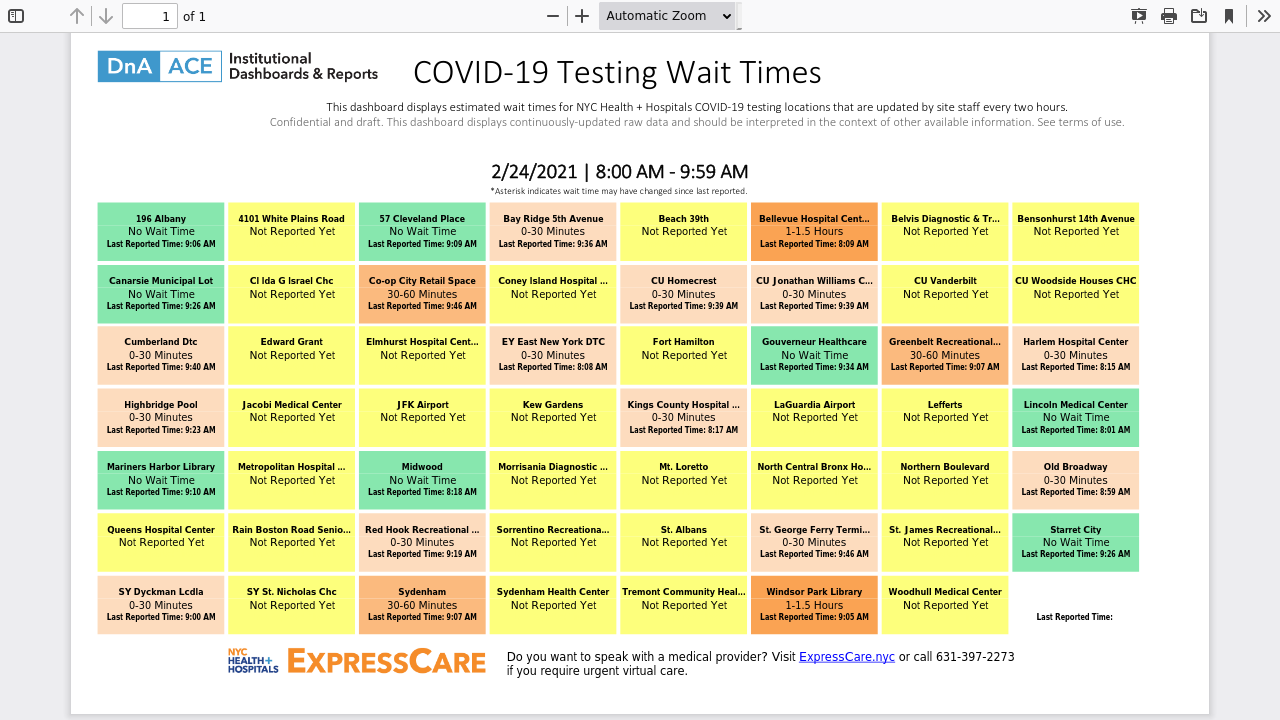 1 of 1 Automatic Zoom
DnA ACE Institutional Dashboards & Reports
COVID-19 Testing Wait Times
This dashboard displays estimated wait times for NYC Health + Hospitals COVID-19 testing locations that are updated by site staff every two hours.
Confidential and draft. This dashboard displays continuously-updated raw data and should be interpreted in the context of other available information. See terms of use.
2/24/2021 | 8:00 AM - 9:59 AM
*Asterisk indicates wait time may have changed since last reported.
196 Albany
No Wait Time
Last Reported Time: 9:06 AM
4101 White Plains Road
Not Reported Yet
57 Cleveland Place
No Wait Time
Last Reported Time: 9:09 AM
Bay Ridge 5th Avenue
0-30 Minutes
Last Reported Time: 9:36 AM
Beach 39th
Not Reported Yet
Bellevue Hospital Cent...
1-1.5 Hours
Last Reported Time: 8:09 AM
Belvis Diagnostic & Tr...
Not Reported Yet
Bensonhurst 14th Avenue
Not Reported Yet
Canarsie Municipal Lot
No Wait Time
Last Reported Time: 9:26 AM
Cl Ida G Israel Chc
Not Reported Yet
Co-op City Retail Space
30-60 Minutes
Last Reported Time: 9:46 AM
Coney Island Hospital ...
Not Reported Yet
CU Homecrest
0-30 Minutes
Last Reported Time: 9:39 AM
CU Jonathan Williams C...
0-30 Minutes
Last Reported Time: 9:39 AM
CU Vanderbilt
Not Reported Yet
CU Woodside Houses CHC
Not Reported Yet
Cumberland Dtc
0-30 Minutes
Last Reported Time: 9:40 AM
Edward Grant
Not Reported Yet
Elmhurst Hospital Cent...
Not Reported Yet
EY East New York DTC
0-30 Minutes
Last Reported Time: 8:08 AM
Fort Hamilton
Not Reported Yet
Gouverneur Healthcare
No Wait Time
Last Reported Time: 9:34 AM
Greenbelt Recreational...
30-60 Minutes
Last Reported Time: 9:07 AM
Harlem Hospital Center
0-30 Minutes
Last Reported Time: 8:15 AM
Highbridge Pool
0-30 Minutes
Last Reported Time: 9:23 AM
Jacobi Medical Center
Not Reported Yet
JFK Airport
Not Reported Yet
Kew Gardens
Not Reported Yet
Kings County Hospital ...
0-30 Minutes
Last Reported Time: 8:17 AM
LaGuardia Airport
Not Reported Yet
Lefferts
Not Reported Yet
Lincoln Medical Center
No Wait Time
Last Reported Time: 8:01 AM
Mariners Harbor Library
No Wait Time
Last Reported Time: 9:10 AM
Metropolitan Hospital ...
Not Reported Yet
Midwood
No Wait Time
Last Reported Time: 8:18 AM
Morrisania Diagnostic ...
Not Reported Yet
Mt. Loretto
Not Reported Yet
North Central Bronx Ho...
Not Reported Yet
Northern Boulevard
Not Reported Yet
Old Broadway
0-30 Minutes
Last Reported Time: 8:59 AM
Queens Hospital Center
Not Reported Yet
Rain Boston Road Senio...
Not Reported Yet
Red Hook Recreational ...
0-30 Minutes
Last Reported Time: 9:19 AM
Sorrentino Recreationa...
Not Reported Yet
St. Albans
Not Reported Yet
St. George Ferry Termi...
0-30 Minutes
Last Reported Time: 9:46 AM
St. James Recreational...
Not Reported Yet
Starret City
No Wait Time
Last Reported Time: 9:26 AM
SY Dyckman Lcdla
0-30 Minutes
Last Reported Time: 9:00 AM
SY St. Nicholas Chc
Not Reported Yet
Sydenham
30-60 Minutes
Last Reported Time: 9:07 AM
Sydenham Health Center
Not Reported Yet
Tremont Community Heal...
Not Reported Yet
Windsor Park Library
1-1.5 Hours
Last Reported Time: 9:05 AM
Woodhull Medical Center
Not Reported Yet
Last Reported Time:
NYC
HEALTH+
HOSPITALS
EXPRESSCARE
Do you want to speak with a medical provider? Visit ExpressCare.nyc or call 631-397-2273
if you require urgent virtual care.